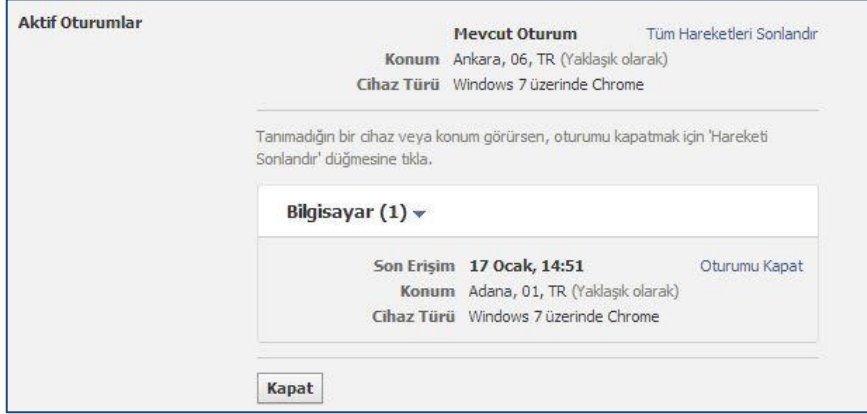 Aktif Oturumlar
Mevcut Oturum Tüm Hareketleri Sonlandır
Konum Ankara, 06, TR (Yaklaşık olarak)
Cihaz Türü Windows 7 üzerinde Chrome
Tanımadığın bir cihaz veya konum görürsen, oturumu kapatmak için 'Hareketi
Sonlandır' düğmesine tıkla.
Bilgisayar (1)
Son Erişim 17 Ocak, 14:51 Oturumu Kapat
Konum Adana, 01, TR (Yaklaşık olarak)
Cihaz Türü Windows 7 üzerinde Chrome
Kapat